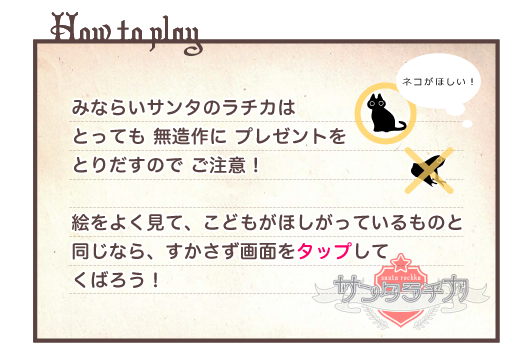 How to play
ネコがほしい！
みならいサンタのラチカは
とっても 無造作に プレゼントを
とりだすので ご注意！
絵をよく見て、こどもがほしがっているものと
同じなら、すかさず画面をタップして
くばろう！
santa rachka
サンタラチカ